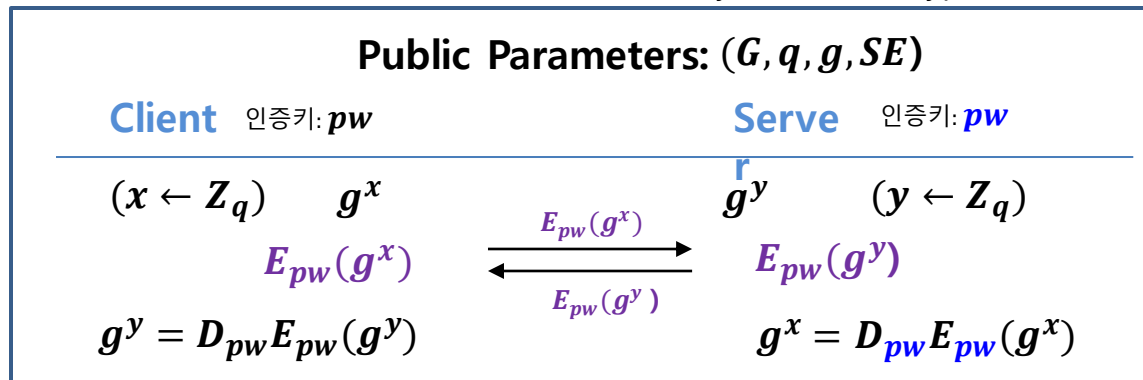 Public Parameters: (G, q, g, SE)
Client 인증키: pw
Serve
r 인증키: pw
(x ← Z_q) g^x
g^y (y ← Z_q)
E_pw(g^x)
E_pw(g^x)
E_pw(g^y)
E_pw(g^y)
g^y = D_pw E_pw(g^y)
g^x = D_pw E_pw(g^x)